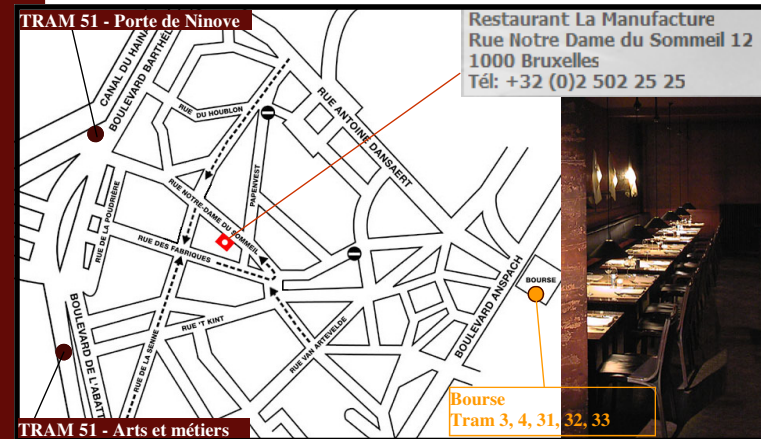 TRAM 51 - Porte de Ninove
Restaurant La Manufacture
Rue Notre Dame du Sommeil 12
1000 Bruxelles
Tél: +32 (0)2 502 25 25
CANAL DU HAINA
BOULEVARD BARTHÉL
RUE DU HOUBLON
RUE ANTOINE DANSAERT
PAPENVEST
RUE NOTRE-DAME DU SOMMEIL
RUE DE LA POUDRIÈRE
RUE DES FABRIQUES
BOULEVARD ANSPACH
BOURSE
BOULEVARD DE L'ABATT
RUE DE LA SENNE
RUE 'T KINT
RUE VAN ARTEVELDE
Bourse
Tram 3, 4, 31, 32, 33
TRAM 51 - Arts et métiers